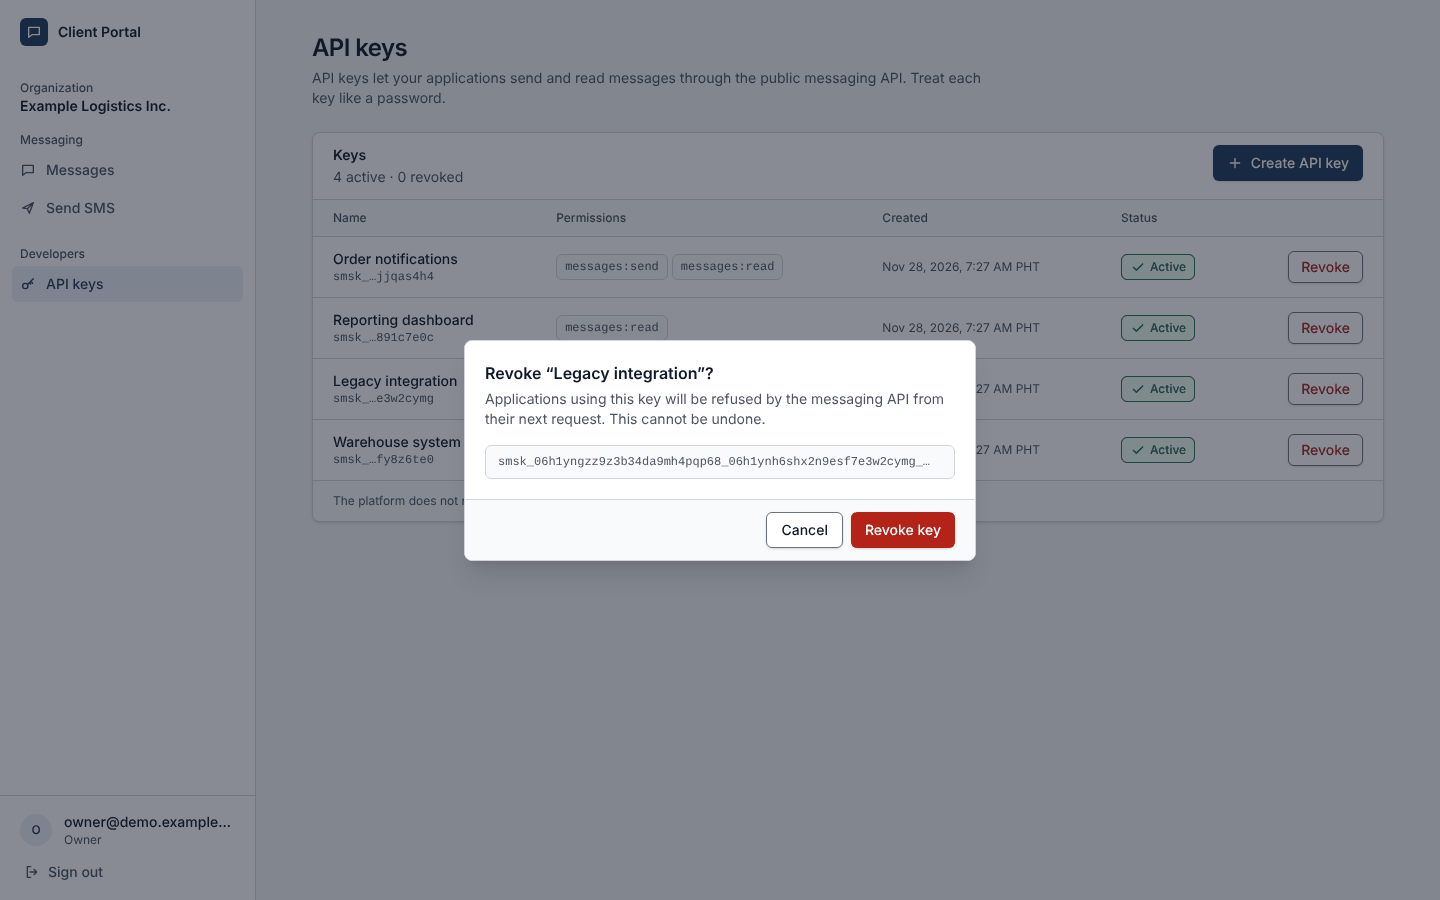 Client Portal
Organization
Example Logistics Inc.
Messaging
Messages
Send SMS
Developers
API keys
owner@demo.example...
O
Owner
Sign out
API keys
API keys let your applications send and read messages through the public messaging API. Treat each
key like a password.
Keys
4 active · 0 revoked
+ Create API key
Name Permissions Created Status
Order notifications
smsk_…jjqas4h4
messages:send messages:read Nov 28, 2026, 7:27 AM PHT Active Revoke
Reporting dashboard
smsk_…891c7e0c
messages:read Nov 28, 2026, 7:27 AM PHT Active Revoke
Legacy integration
smsk_…e3w2cymg
27 AM PHT Active Revoke
Warehouse system
smsk_…fy8z6te0
27 AM PHT Active Revoke
The platform does not
Revoke “Legacy integration”?
Applications using this key will be refused by the messaging API from
their next request. This cannot be undone.
smsk_06h1yngzz9z3b34da9mh4pqp68_06h1ynh6shx2n9esf7e3w2cymg_…
Cancel Revoke key